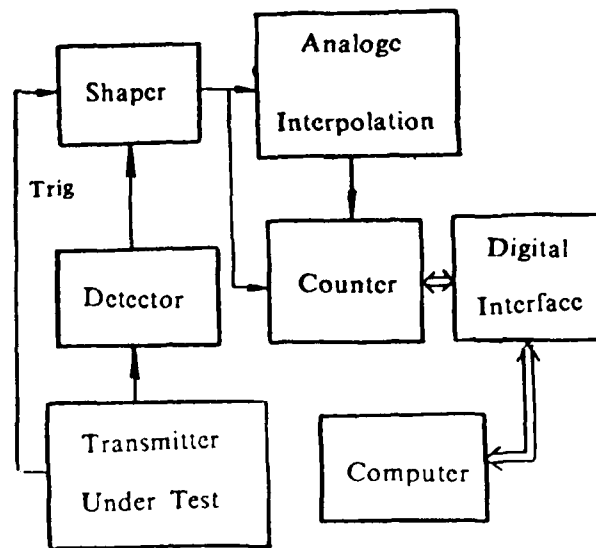 Analoge
Interpolation
Shaper
Trig
Detector
Counter
Digital
Interface
Transmitter
Under Test
Computer